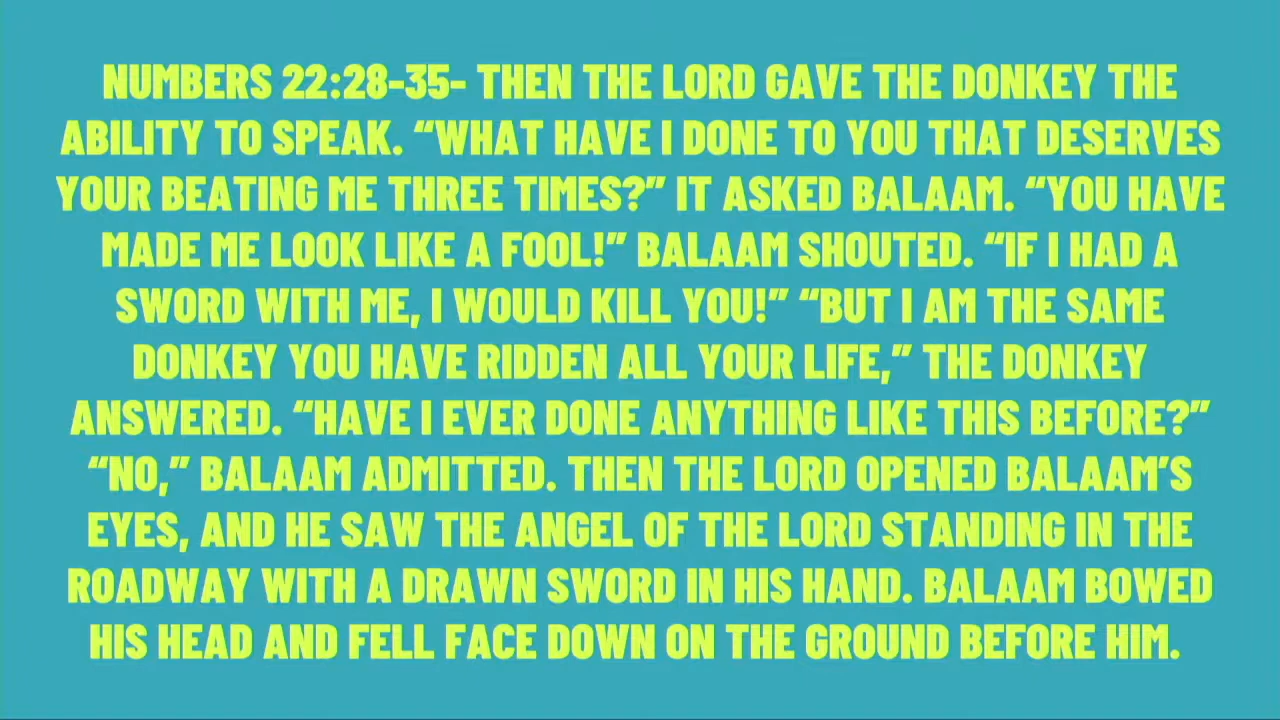 NUMBERS 22:28-35- THEN THE LORD GAVE THE DONKEY THE
ABILITY TO SPEAK. “WHAT HAVE I DONE TO YOU THAT DESERVES
YOUR BEATING ME THREE TIMES?” IT ASKED BALAAM. “YOU HAVE
MADE ME LOOK LIKE A FOOL!” BALAAM SHOUTED. “IF I HAD A
SWORD WITH ME, I WOULD KILL YOU!” “BUT I AM THE SAME
DONKEY YOU HAVE RIDDEN ALL YOUR LIFE,” THE DONKEY
ANSWERED. “HAVE I EVER DONE ANYTHING LIKE THIS BEFORE?”
“NO,” BALAAM ADMITTED. THEN THE LORD OPENED BALAAM’S
EYES, AND HE SAW THE ANGEL OF THE LORD STANDING IN THE
ROADWAY WITH A DRAWN SWORD IN HIS HAND. BALAAM BOWED
HIS HEAD AND FELL FACE DOWN ON THE GROUND BEFORE HIM.